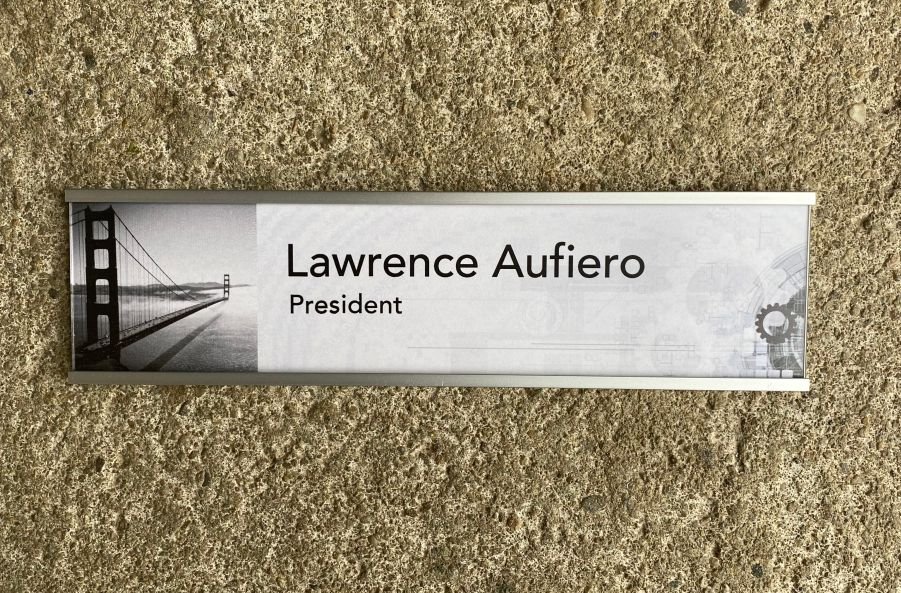 Lawrence Aufiero
President